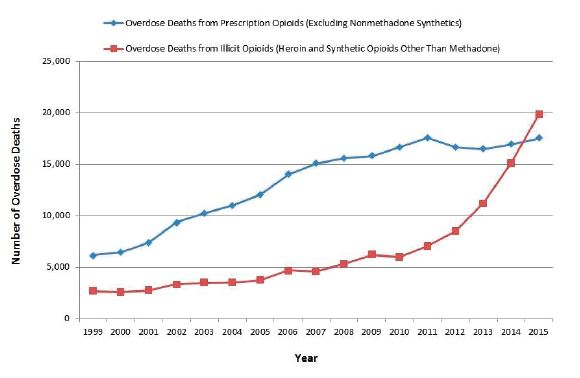 Overdose Deaths from Prescription Opioids (Excluding Nonmethadone Synthetics)
Overdose Deaths from Illicit Opioids (Heroin and Synthetic Opioids Other Than Methadone)
25,000
20,000
15,000
10,000
5,000
0
Number of Overdose Deaths
1999 2000 2001 2002 2003 2004 2005 2006 2007 2008 2009 2010 2011 2012 2013 2014 2015
Year